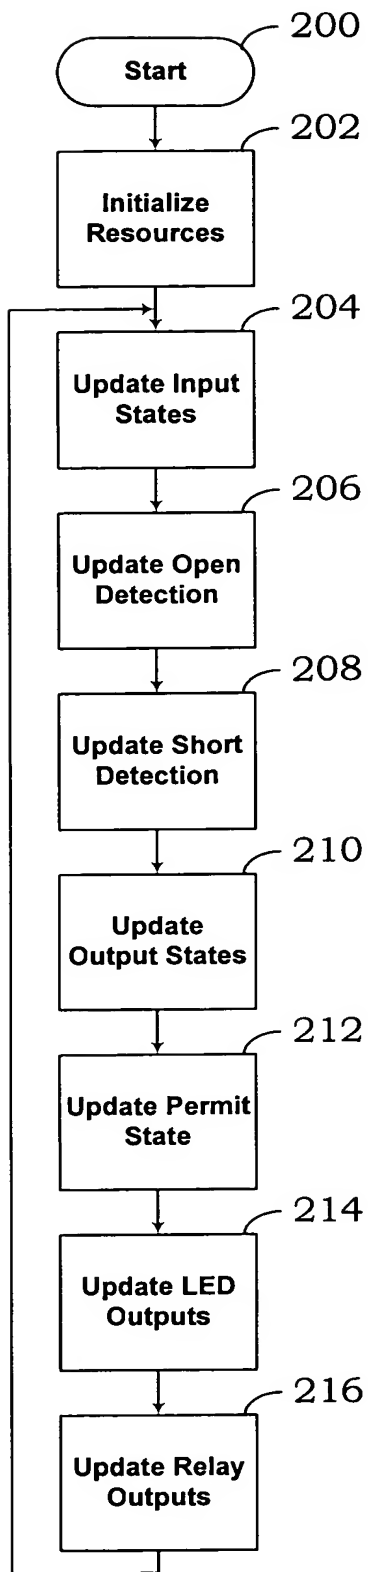 200
Start
202
Initialize
Resources
204
Update Input
States
206
Update Open
Detection
208
Update Short
Detection
210
Update
Output States
212
Update Permit
State
214
Update LED
Outputs
216
Update Relay
Outputs